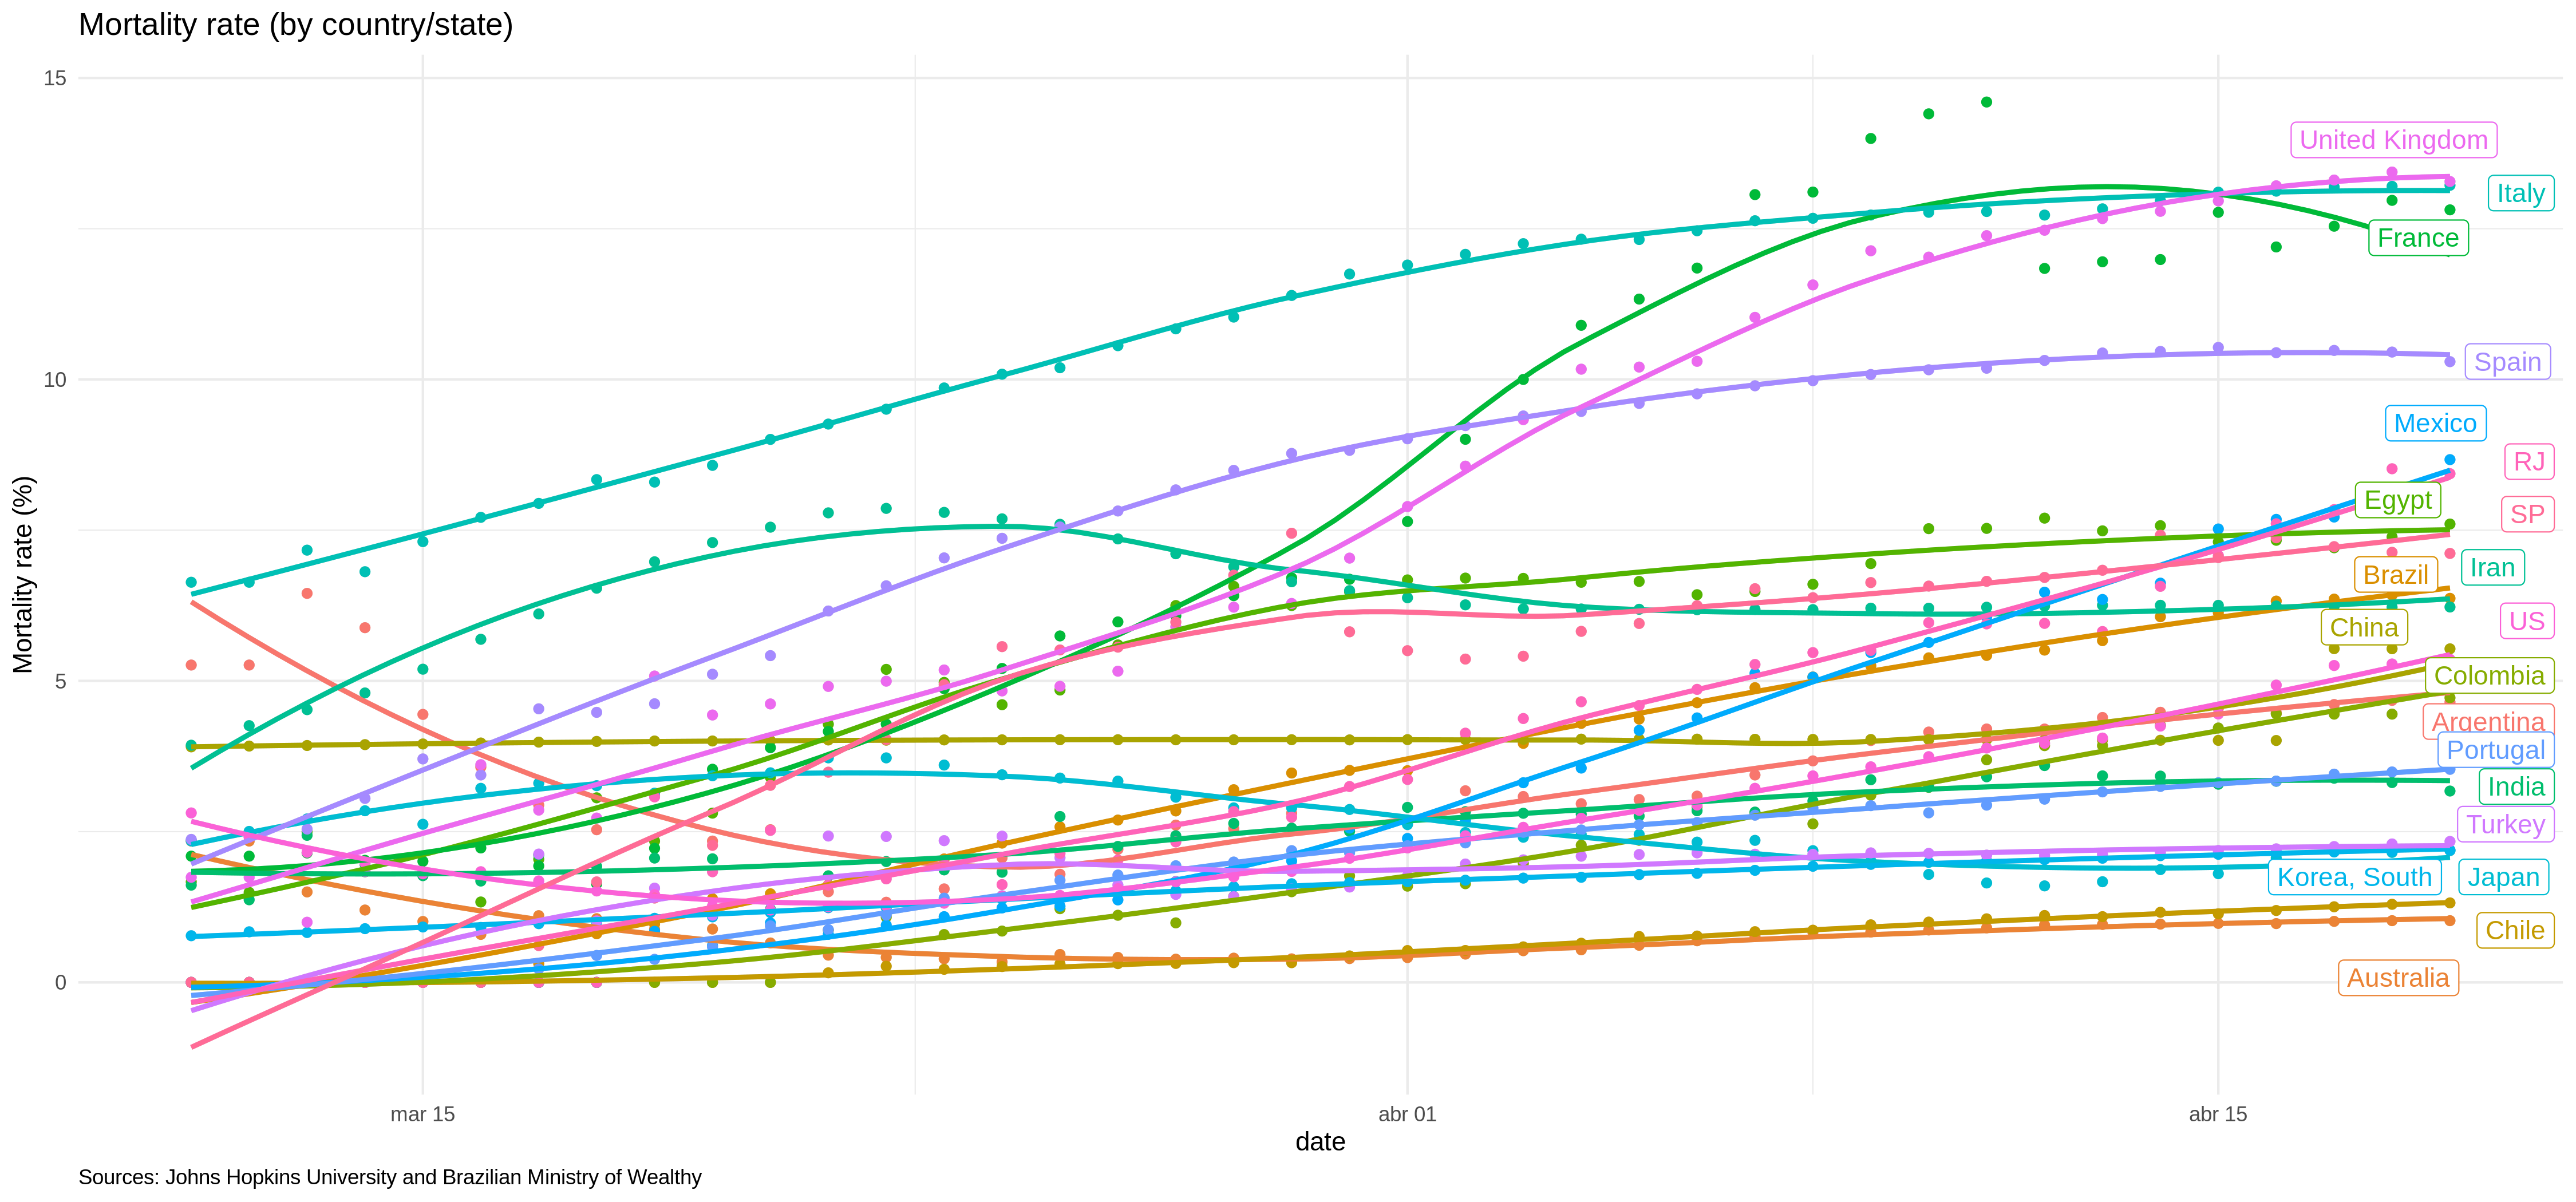 Mortality rate (by country/state)
15
10
5
0
Mortality rate (%)
United Kingdom
Italy
France
Spain
Mexico
RJ
Egypt
SP
Iran
Brazil
US
China
Colombia
Argentina
Portugal
India
Turkey
Korea, South
Japan
Chile
Australia
mar 15
abr 01
abr 15
date
Sources: Johns Hopkins University and Brazilian Ministry of Wealthy